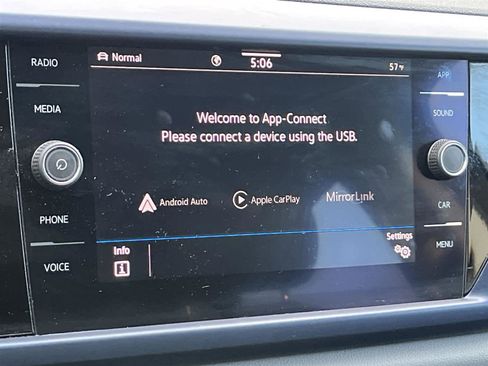 RADIO
MEDIA
PHONE
VOICE
Normal
5:06
57°F
Welcome to App-Connect
Please connect a device using the USB.
Android Auto
Apple CarPlay
MirrorLink
Info
Settings
APP
SOUND
CAR
MENU